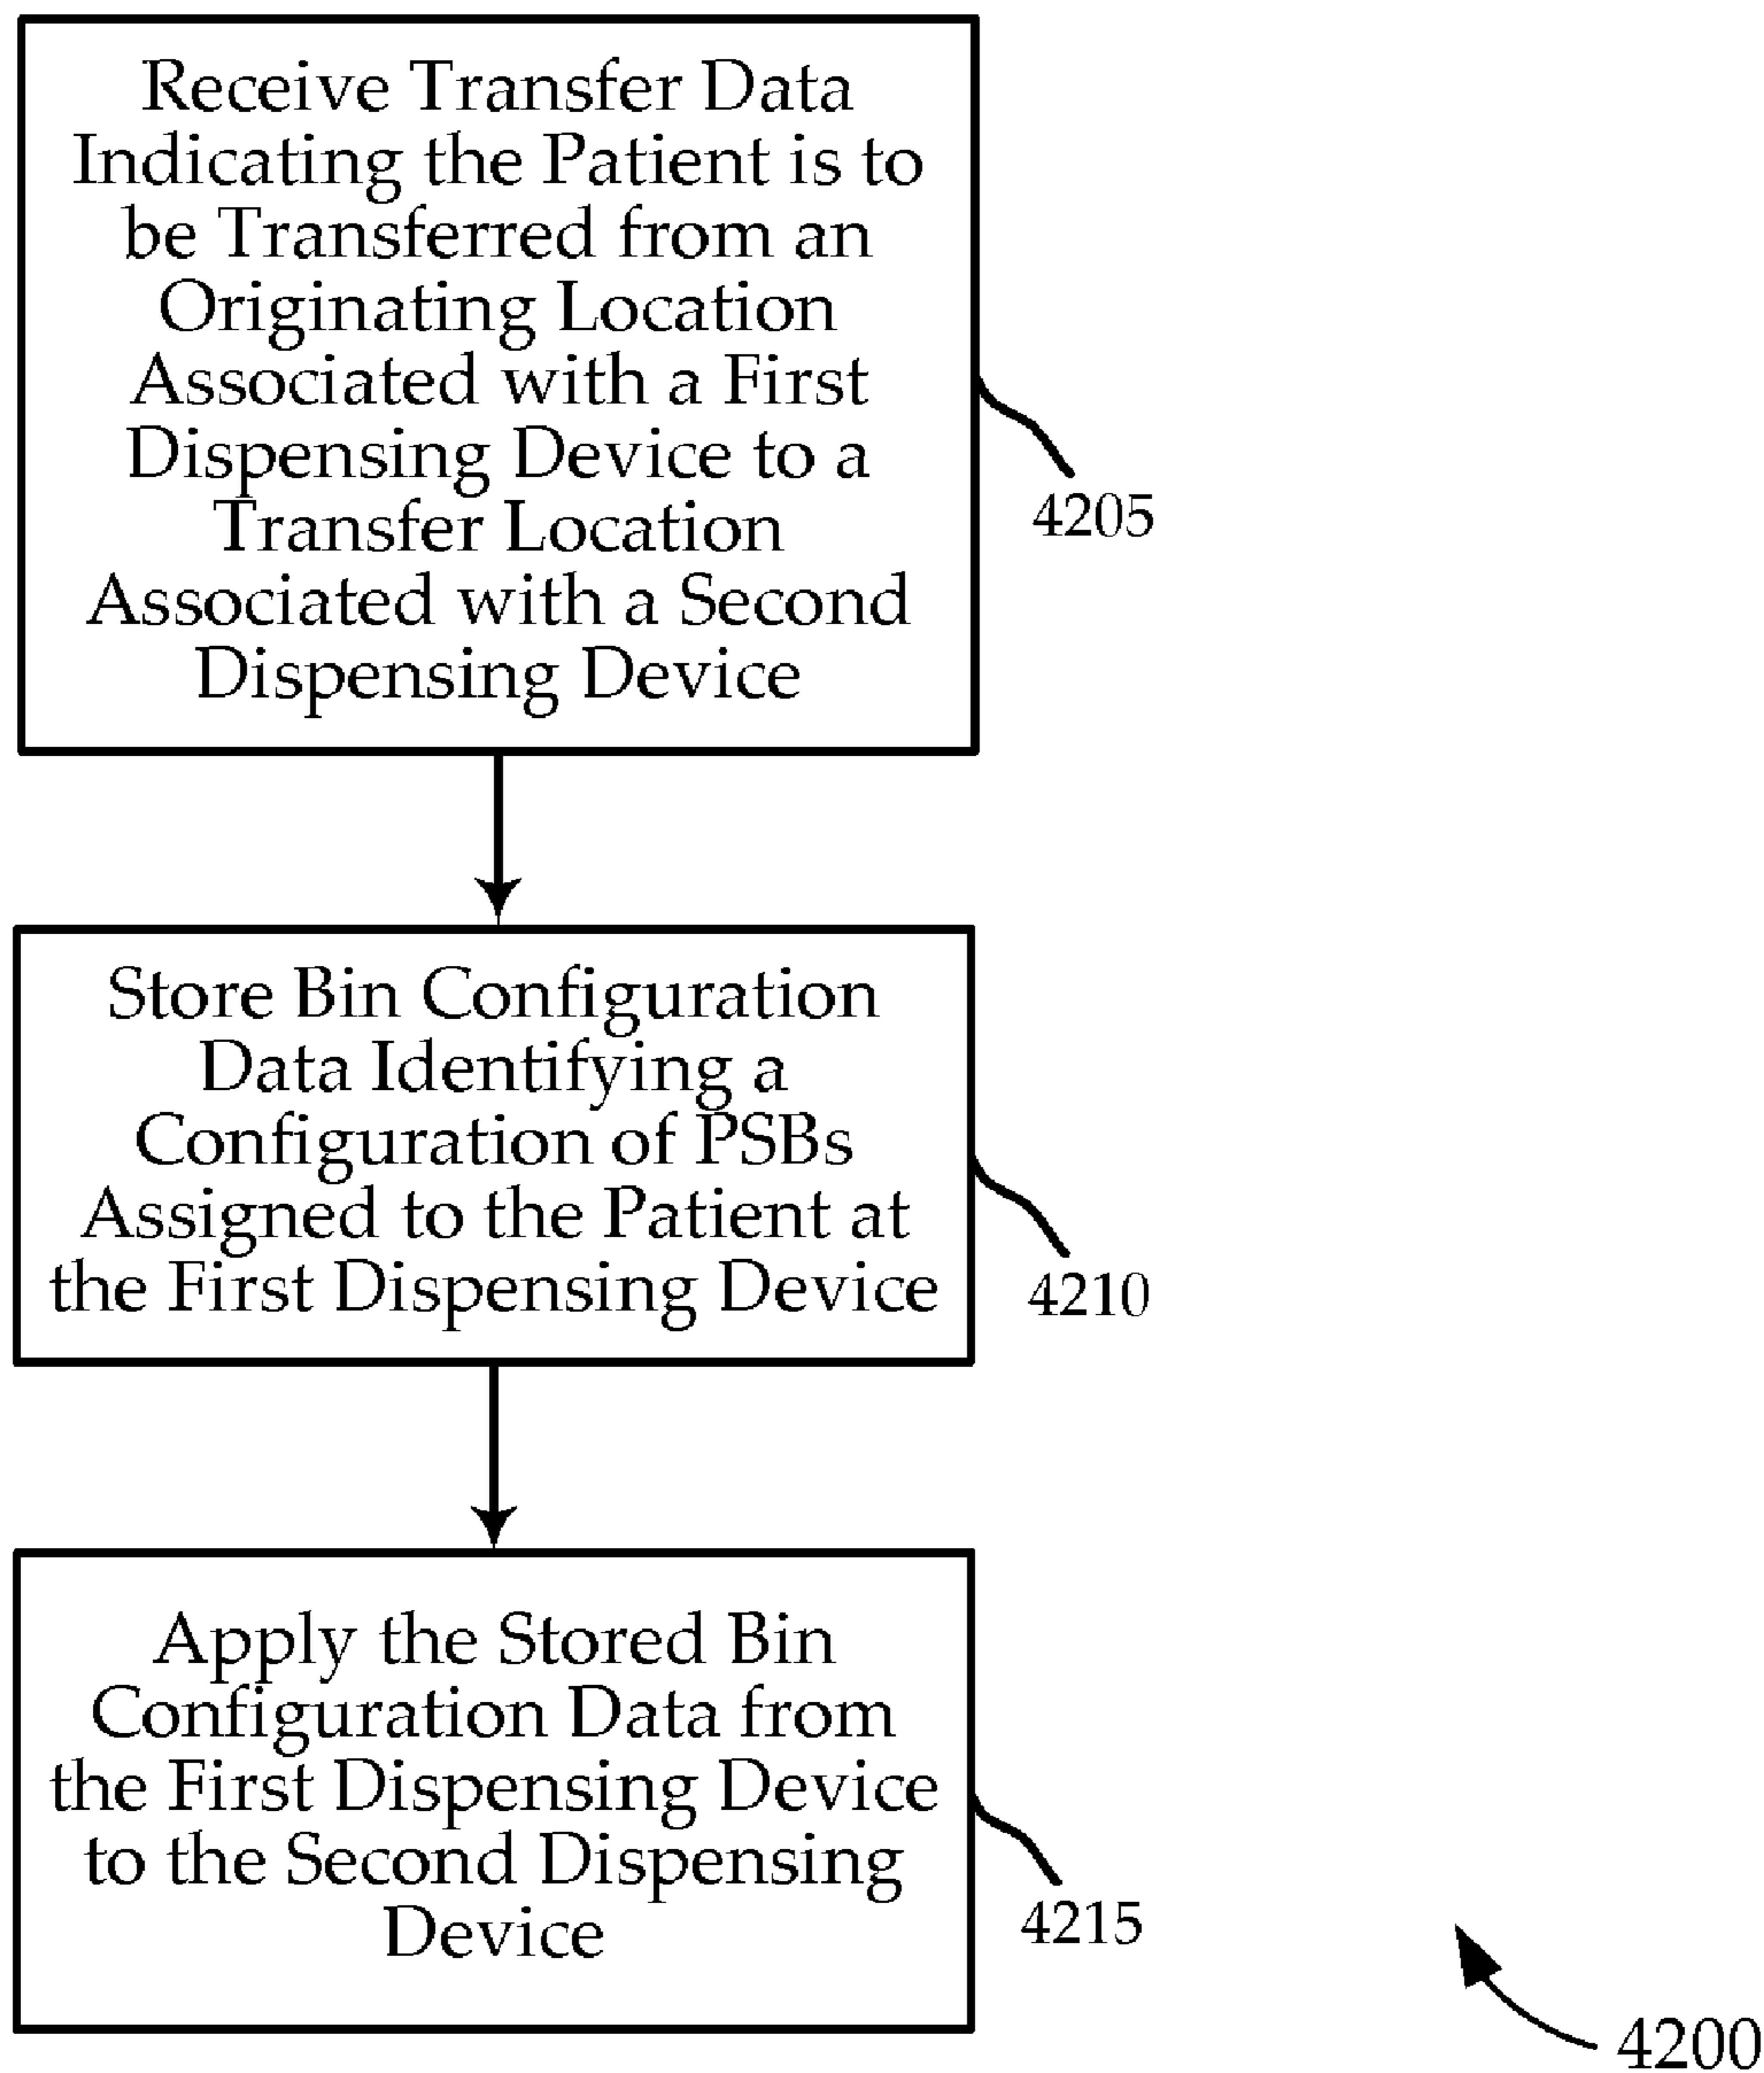 Receive Transfer Data
Indicating the Patient is to
be Transferred from an
Originating Location
Associated with a First
Dispensing Device to a
Transfer Location
Associated with a Second
Dispensing Device
4205
Store Bin Configuration
Data Identifying a
Configuration of PSBs
Assigned to the Patient at
the First Dispensing Device
4210
Apply the Stored Bin
Configuration Data from
the First Dispensing Device
to the Second Dispensing
Device
4215
4200